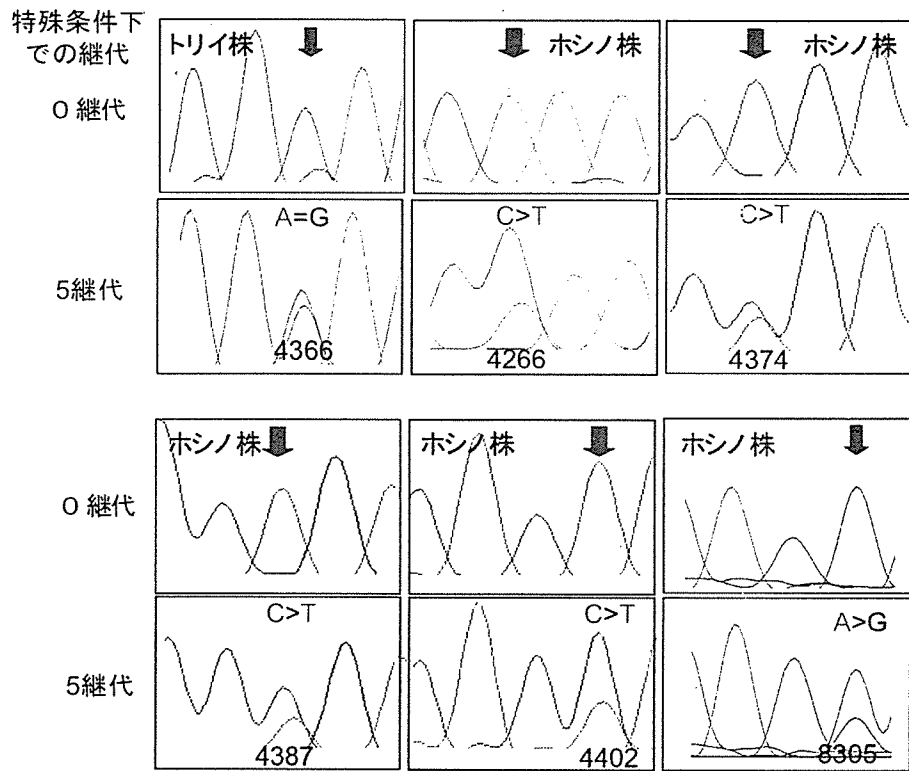 特殊条件下
での継代
トリイ株
ホシノ株
ホシノ株
0 継代
A=G
C>T
C>T
5継代
4366
4266
4374
ホシノ株
ホシノ株
ホシノ株
0 継代
C>T
C>T
A>G
5継代
4387
4402
8305